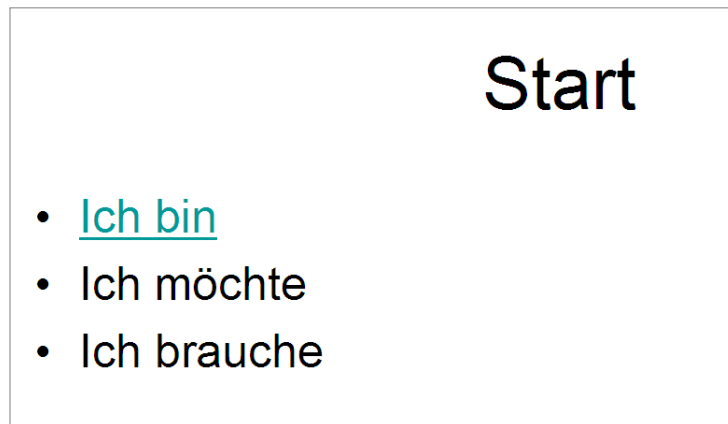 Start
• Ich bin
• Ich möchte
• Ich brauche